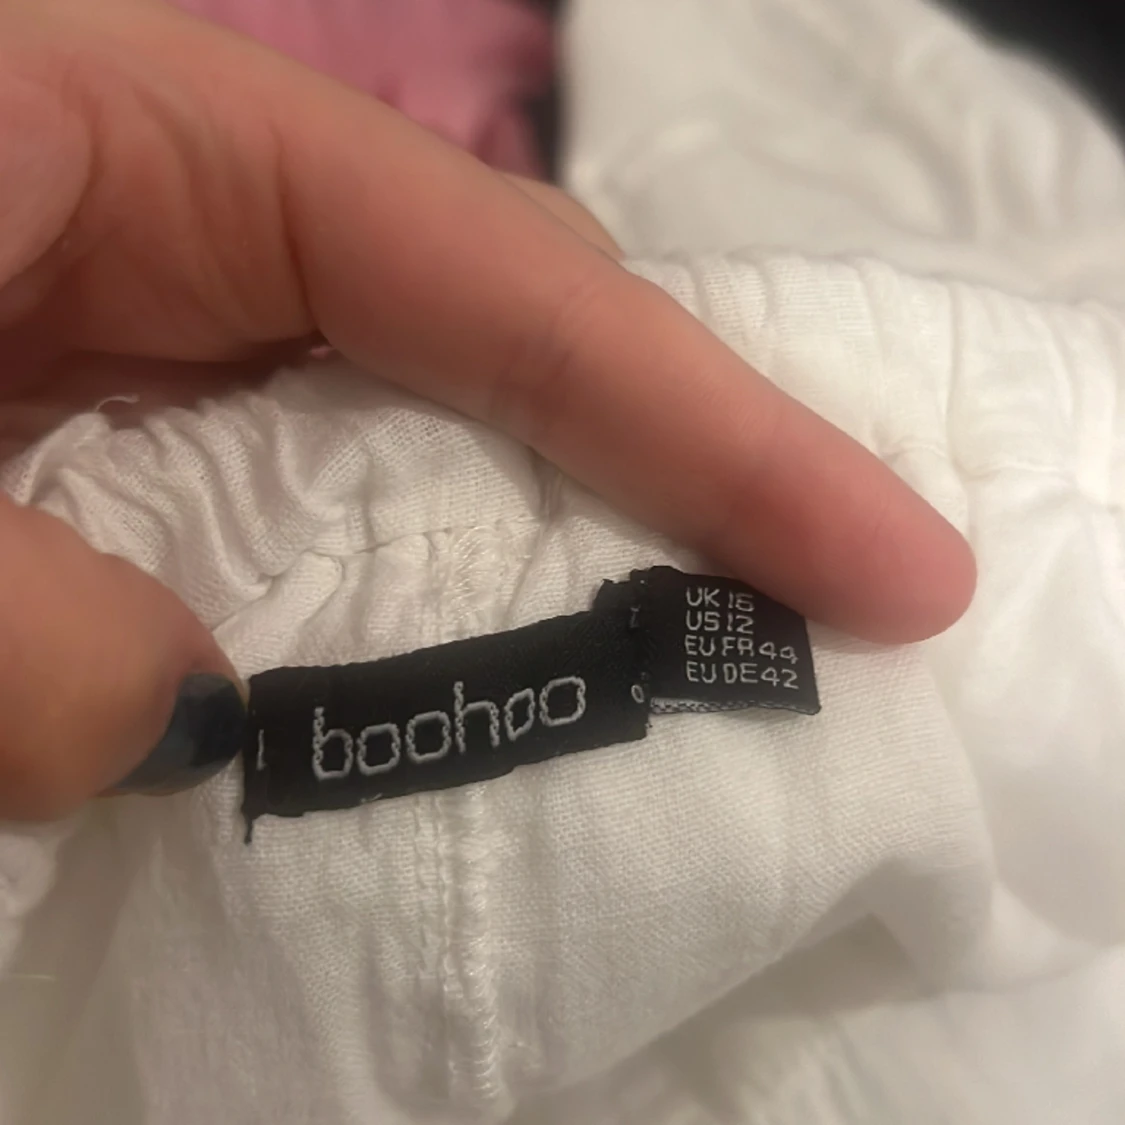 boohoo
UK 16
US 12
EU FR 44
EU DE 42